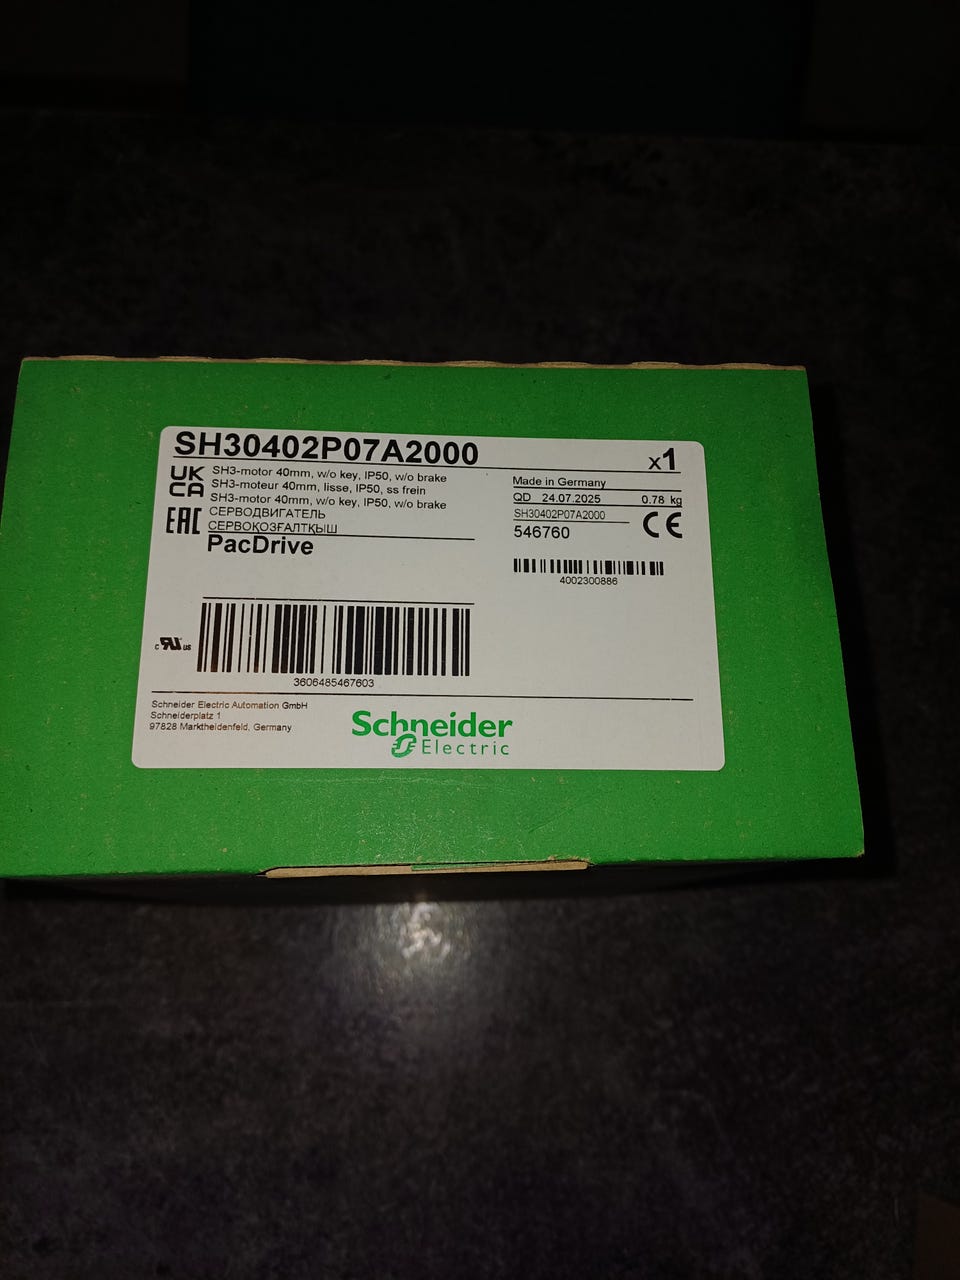 SH30402P07A2000
x1
UK
CA
SH3-motor 40mm, w/o key, IP50, w/o brake
SH3-moteur 40mm, lisse, IP50, ss frein
SH3-motor 40mm, w/o key, IP50, w/o brake
EAC
СЕРВОДВИГАТЕЛЬ
СЕРВОҚОЗҒАЛТҚЫШ
PacDrive
Made in Germany
QD 24.07.2025 0.78 kg
SH30402P07A2000
CE
546760
4002300886
c RU us
3606485467603
Schneider Electric Automation GmbH
Schneiderplatz 1
97828 Marktheidenfeld, Germany
Schneider
Electric